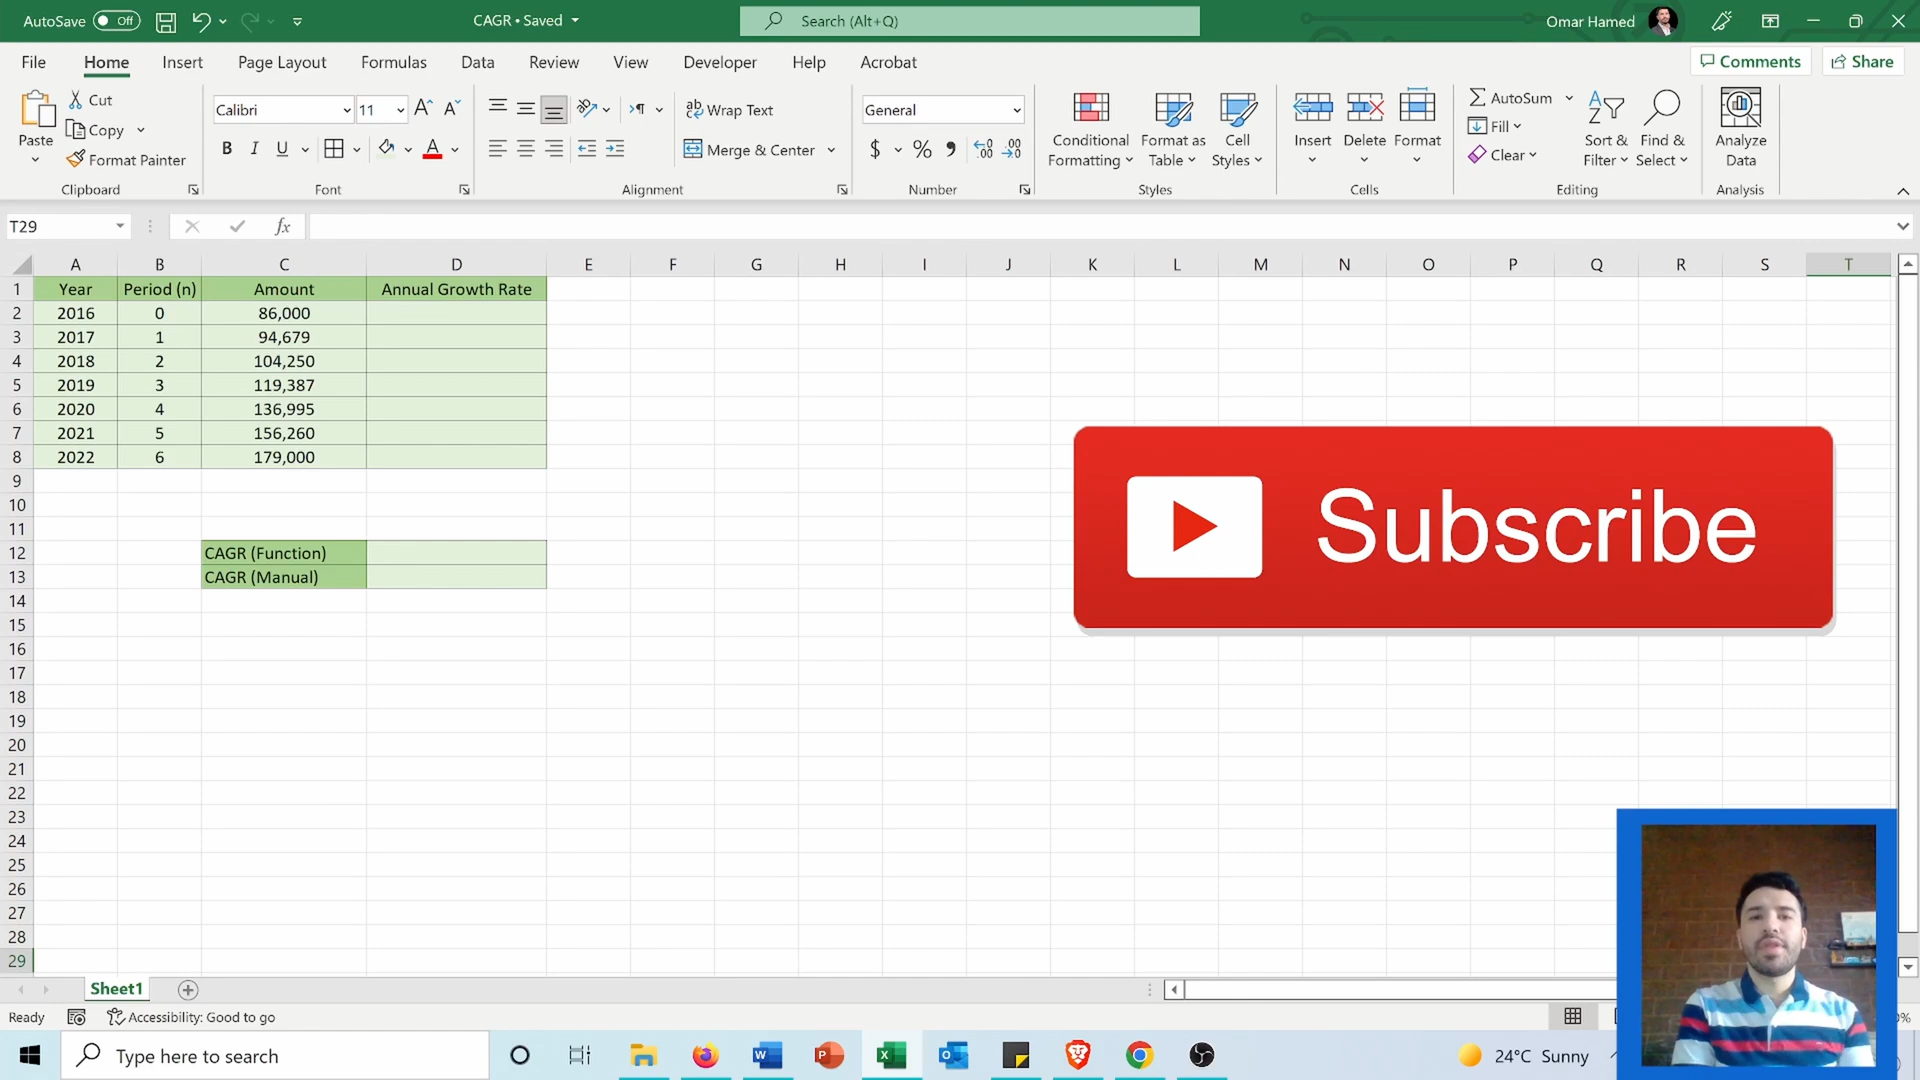 AutoSave Off CAGR • Saved Search (Alt+Q) Omar Hamed
File Home Insert Page Layout Formulas Data Review View Developer Help Acrobat Comments Share
Paste
Cut
Copy
Format Painter
Clipboard
Calibri 11
B I U A
Font
Wrap Text
Merge & Center
Alignment
General
$ % 9
Number
Conditional Formatting
Format as Table
Cell Styles
Styles
Insert Delete Format
Cells
AutoSum
Fill
Clear
Sort & Filter
Find & Select
Editing
Analyze Data
Analysis
T29 fx
A B C D E F G H I J K L M N O P Q R S T
1 Year Period (n) Amount Annual Growth Rate
2 2016 0 86,000
3 2017 1 94,679
4 2018 2 104,250
5 2019 3 119,387
6 2020 4 136,995
7 2021 5 156,260
8 2022 6 179,000
9
10
11
12 CAGR (Function)
13 CAGR (Manual)
14
15
16
17
18
19
20
21
22
23
24
25
26
27
28
29
Subscribe
Sheet1
Ready Accessibility: Good to go
Type here to search 24°C Sunny